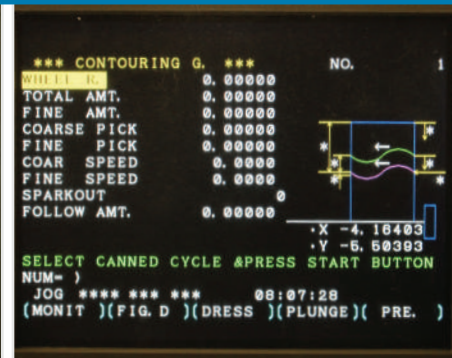 *** CONTOURING G. *** NO. 1
WHEEL R. 0.00000
TOTAL AMT. 0.00000
FINE AMT. 0.00000
COARSE PICK 0.00000
FINE PICK 0.00000
COAR SPEED 0.0000
FINE SPEED 0.0000
SPARKOUT 0
FOLLOW AMT. 0.00000
·X -4.16403
·Y -5.50393
SELECT CANNED CYCLE &PRESS START BUTTON
NUM= )
JOG **** *** *** 08:07:28
(MONIT )(FIG.D )(DRESS )(PLUNGE)( PRE. )